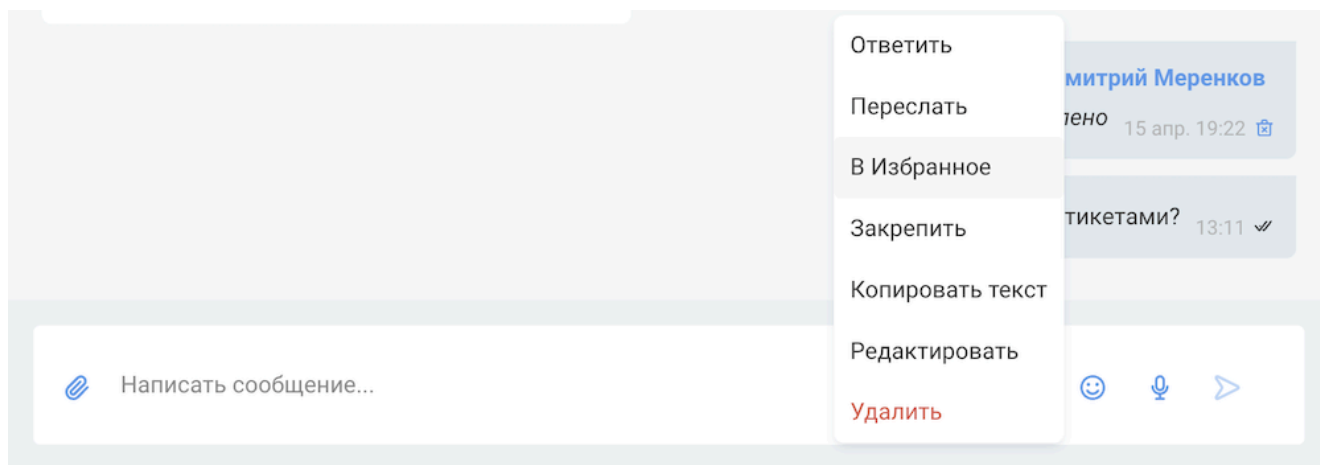 Ответить
митрий Меренков
Переслать
15 апр. 19:22
В Избранное
Закрепить
тикетами? 13:11
Копировать текст
Редактировать
Написать сообщение...
Удалить